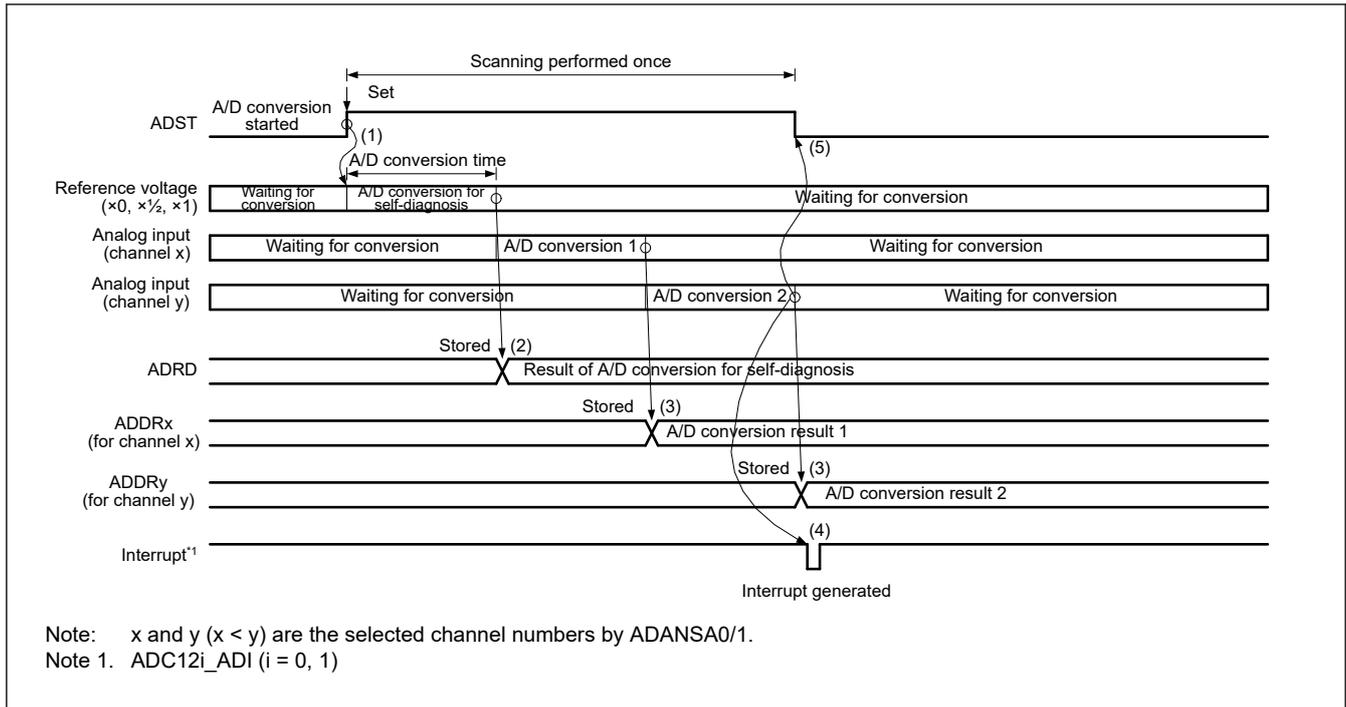 Scanning performed once
Set
A/D conversion
started
ADST
(1)
(5)
A/D conversion time
Reference voltage
(×0, ×½, ×1)
Waiting for
conversion
A/D conversion for
self-diagnosis
Waiting for conversion
Analog input
(channel x)
Waiting for conversion
A/D conversion 1
Waiting for conversion
Analog input
(channel y)
Waiting for conversion
A/D conversion 2
Waiting for conversion
Stored (2)
ADRD
Result of A/D conversion for self-diagnosis
Stored (3)
ADDRx
(for channel x)
A/D conversion result 1
Stored (3)
ADDRy
(for channel y)
A/D conversion result 2
(4)
Interrupt*1
Interrupt generated
Note: x and y (x < y) are the selected channel numbers by ADANSA0/1.
Note 1. ADC12i_ADI (i = 0, 1)